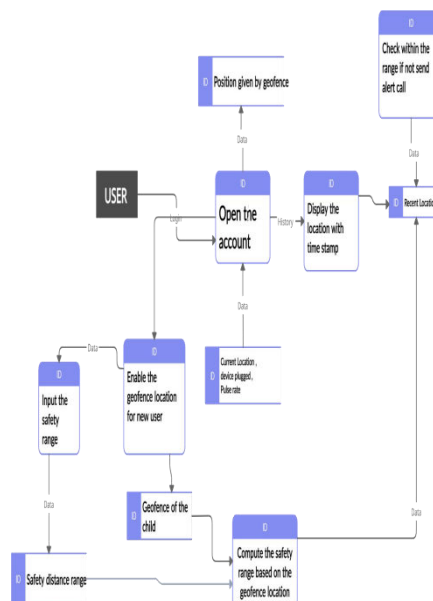 ID
Check within the
range if not send
alert call
ID
Position given by geofence
Data
Data
USER
ID
Open the
account
Login
History
ID
Display the
location with
time stamp
ID
Recent Location
Data
ID
Current Location ,
device plugged ,
Pulse rate
Data
ID
Input the
safety
range
ID
Enable the
geofence location
for new user
Data
ID
Geofence of the
child
Data
ID
Safety distance range
ID
Compute the safety
range based on the
geofence location